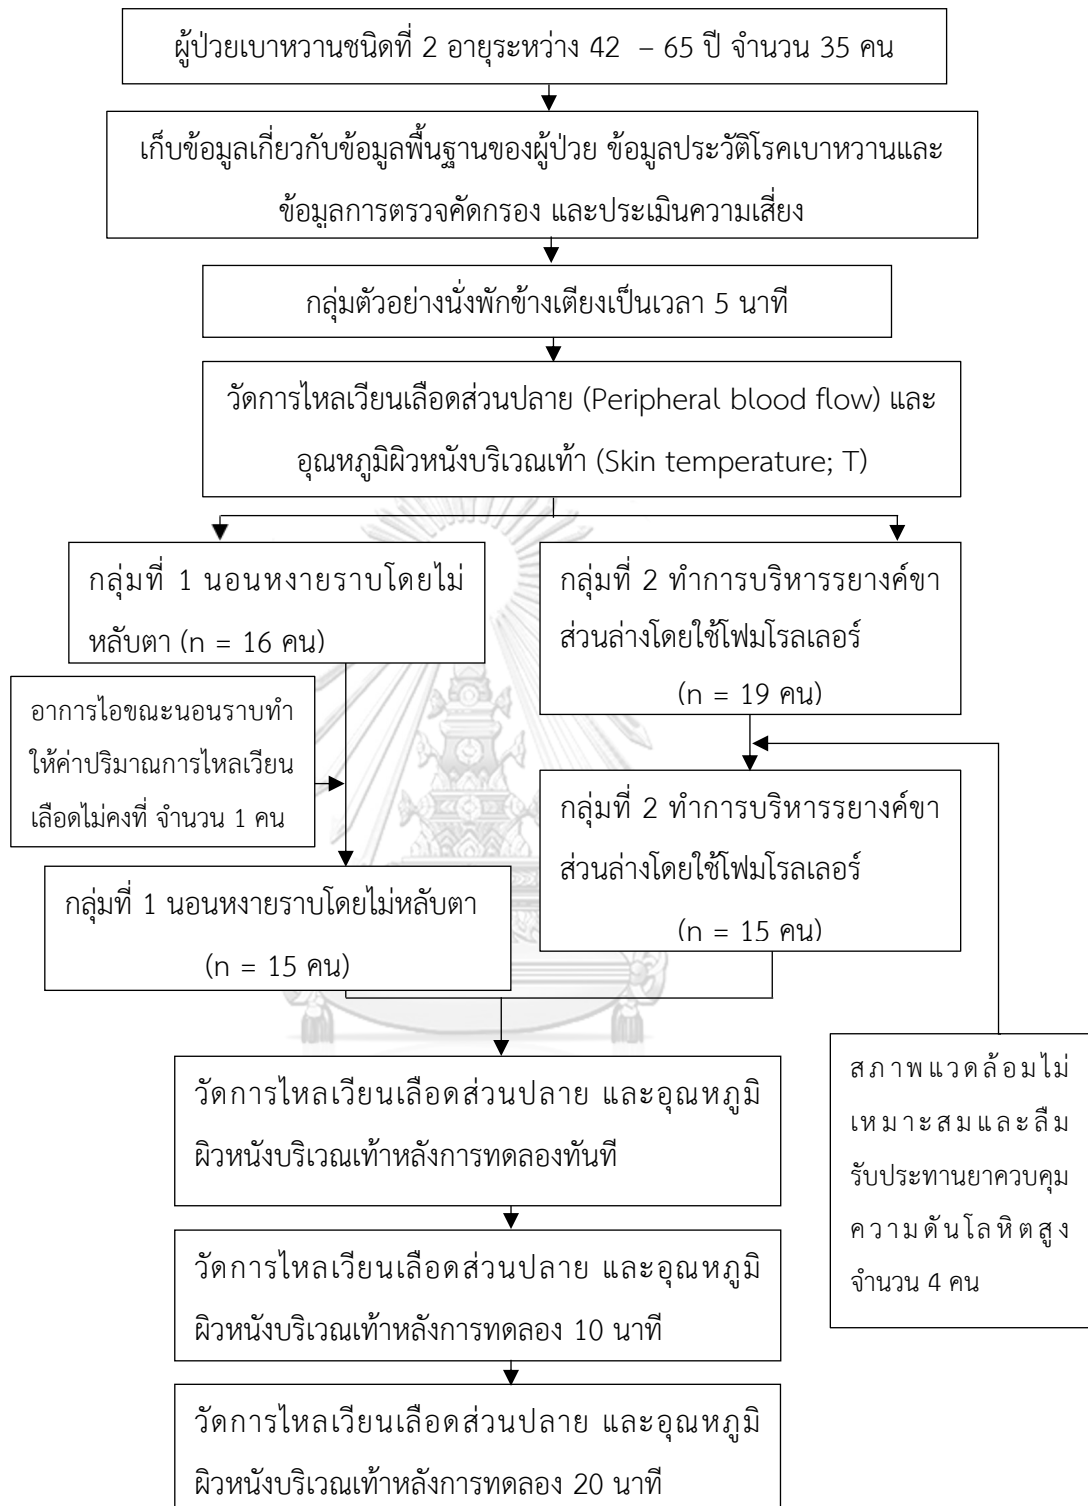 ผู้ป่วยเบาหวานชนิดที่ 2 อายุระหว่าง 42 – 65 ปี จำนวน 35 คน
เก็บข้อมูลเกี่ยวกับข้อมูลพื้นฐานของผู้ป่วย ข้อมูลประวัติโรคเบาหวานและ
ข้อมูลการตรวจคัดกรอง และประเมินความเสี่ยง
กลุ่มตัวอย่างนั่งพักข้างเตียงเป็นเวลา 5 นาที
วัดการไหลเวียนเลือดส่วนปลาย (Peripheral blood flow) และ
อุณหภูมิผิวหนังบริเวณเท้า (Skin temperature; T)
กลุ่มที่ 1 นอนหงายราบโดยไม่
หลับตา (n = 16 คน)
กลุ่มที่ 2 ทำการบริหารรยางค์ขา
ส่วนล่างโดยใช้โฟมโรลเลอร์
(n = 19 คน)
อาการไอขณะนอนราบทำ
ให้ค่าปริมาณการไหลเวียน
เลือดไม่คงที่ จำนวน 1 คน
กลุ่มที่ 2 ทำการบริหารรยางค์ขา
ส่วนล่างโดยใช้โฟมโรลเลอร์
(n = 15 คน)
กลุ่มที่ 1 นอนหงายราบโดยไม่หลับตา
(n = 15 คน)
สภาพแวดล้อมไม่
เหมาะสมและลืม
รับประทานยาควบคุม
ความดันโลหิตสูง
จำนวน 4 คน
วัดการไหลเวียนเลือดส่วนปลาย และอุณหภูมิ
ผิวหนังบริเวณเท้าหลังการทดลองทันที
วัดการไหลเวียนเลือดส่วนปลาย และอุณหภูมิ
ผิวหนังบริเวณเท้าหลังการทดลอง 10 นาที
วัดการไหลเวียนเลือดส่วนปลาย และอุณหภูมิ
ผิวหนังบริเวณเท้าหลังการทดลอง 20 นาที